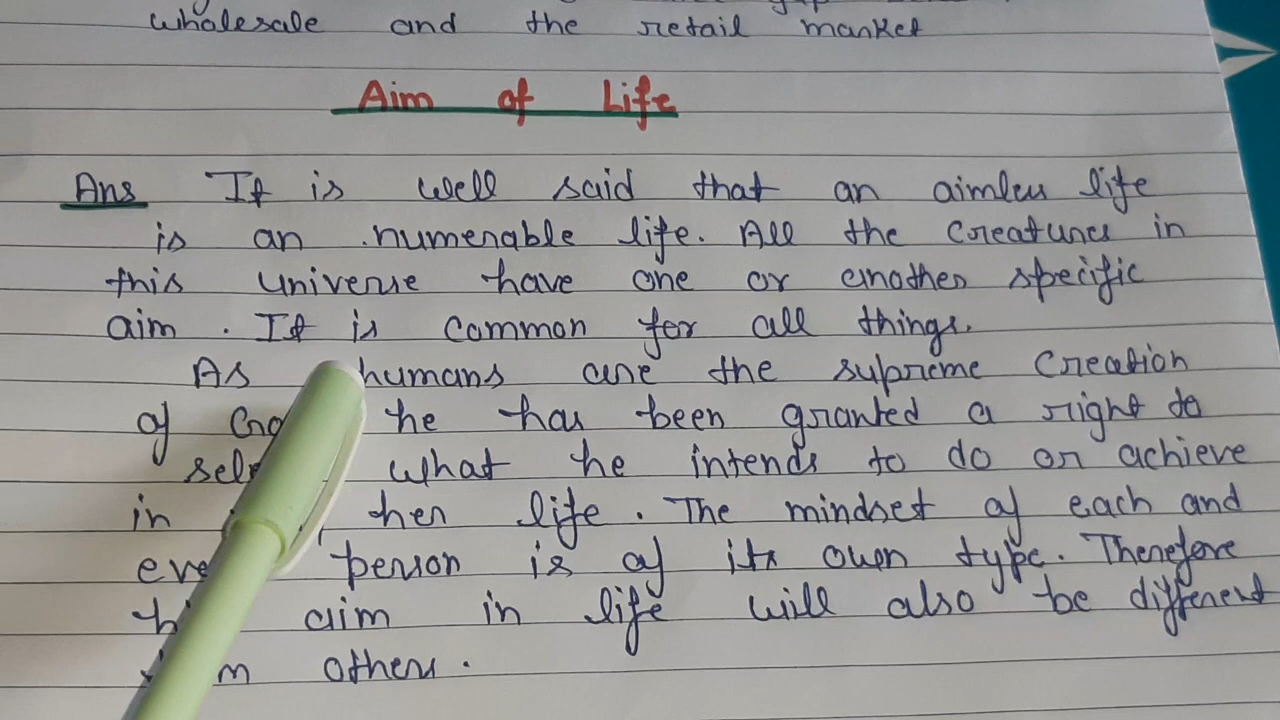 wholesale and the retail market
Aim of Life
Ans It is well said that an aimless life
is an numerable life. All the creatures in
this universe have one or another specific
aim. It is common for all things.
As humans are the supreme creation
of he has been granted a right to
what he intends to do or achieve
in her life. The mindset of each and
person is of its own type. Therefore
aim in life will also be different
others.